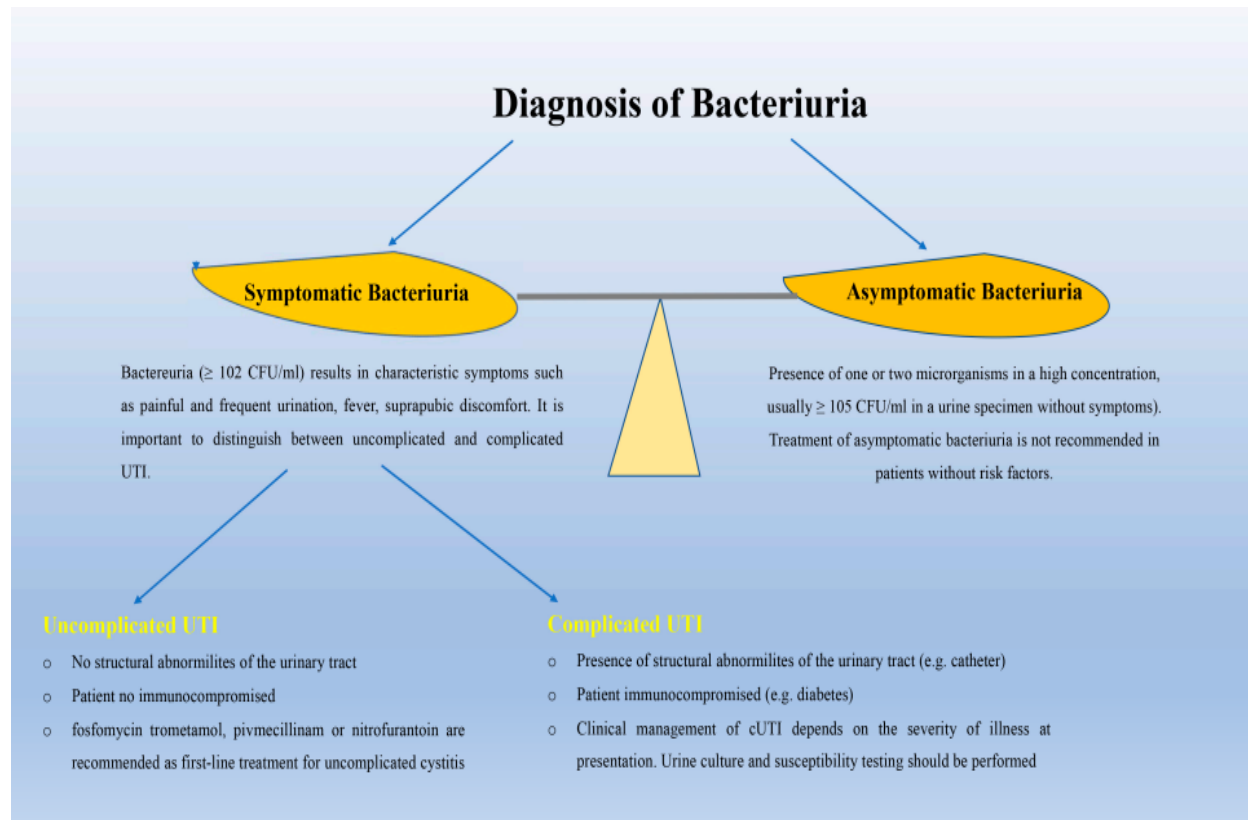 Diagnosis of Bacteriuria
Symptomatic Bacteriuria
Asymptomatic Bacteriuria
Bactereuria (≥ 102 CFU/ml) results in characteristic symptoms such
as painful and frequent urination, fever, suprapubic discomfort. It is
important to distinguish between uncomplicated and complicated
UTI.
Presence of one or two microrganisms in a high concentration,
usually ≥ 105 CFU/ml in a urine specimen without symptoms).
Treatment of asymptomatic bacteriuria is not recommended in
patients without risk factors.
Uncomplicated UTI
o No structural abnormilites of the urinary tract
o Patient no immunocompromised
o fosfomycin trometamol, pivmecillinam or nitrofurantoin are
recommended as first-line treatment for uncomplicated cystitis
Complicated UTI
o Presence of structural abnormilites of the urinary tract (e.g. catheter)
o Patient immunocompromised (e.g. diabetes)
o Clinical management of cUTI depends on the severity of illness at
presentation. Urine culture and susceptibility testing should be performed